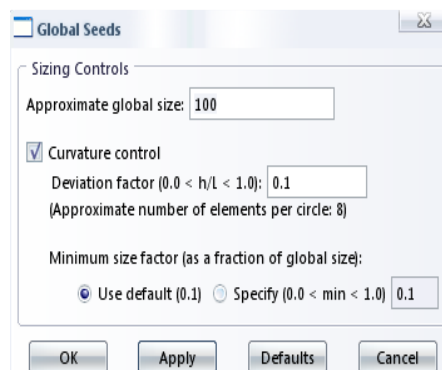 Global Seeds
Sizing Controls
Approximate global size: 100
Curvature control
Deviation factor (0.0 < h/L < 1.0): 0.1
(Approximate number of elements per circle: 8)
Minimum size factor (as a fraction of global size):
Use default (0.1) Specify (0.0 < min < 1.0) 0.1
OK Apply Defaults Cancel